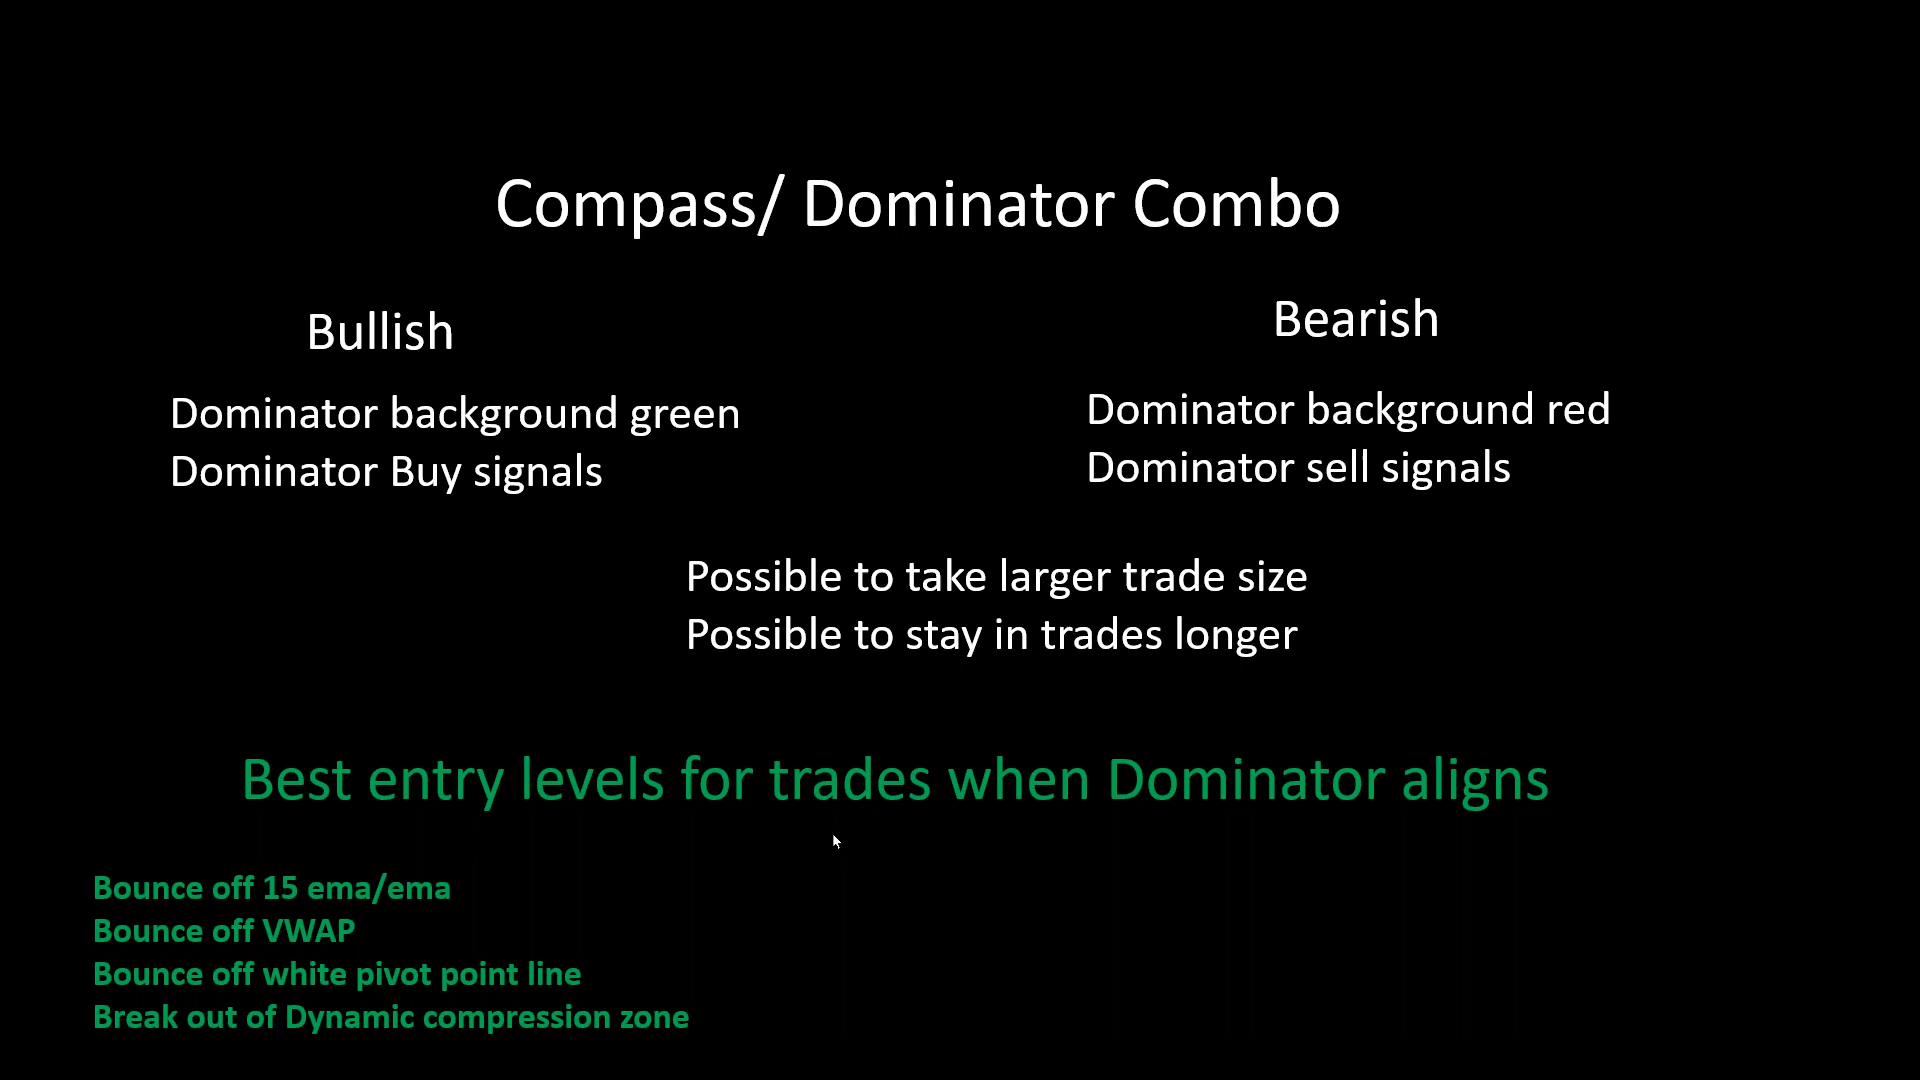 Compass/ Dominator Combo
Bullish
Dominator background green
Dominator Buy signals
Bearish
Dominator background red
Dominator sell signals
Possible to take larger trade size
Possible to stay in trades longer
Best entry levels for trades when Dominator aligns
Bounce off 15 ema/ema
Bounce off VWAP
Bounce off white pivot point line
Break out of Dynamic compression zone